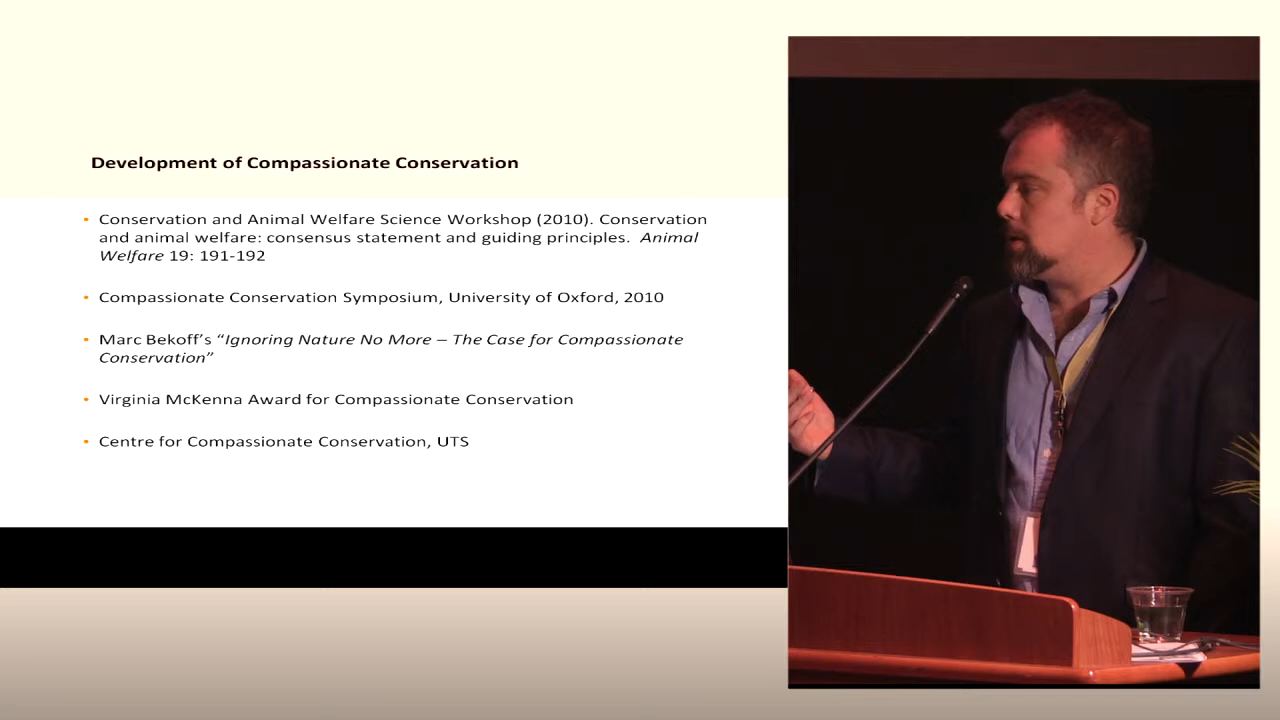 Development of Compassionate Conservation
• Conservation and Animal Welfare Science Workshop (2010). Conservation
and animal welfare: consensus statement and guiding principles. Animal
Welfare 19: 191-192
• Compassionate Conservation Symposium, University of Oxford, 2010
• Marc Bekoff’s “Ignoring Nature No More – The Case for Compassionate
Conservation”
• Virginia McKenna Award for Compassionate Conservation
• Centre for Compassionate Conservation, UTS